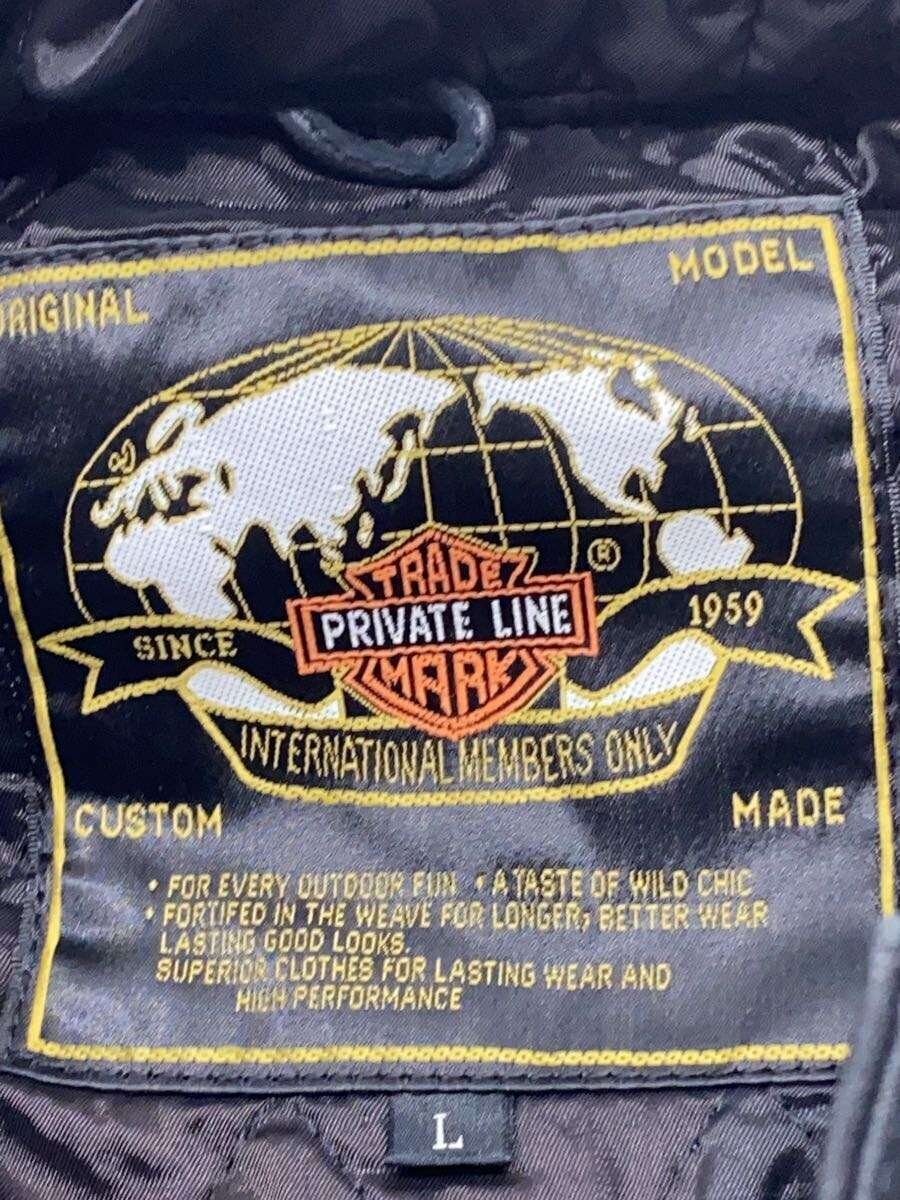 ORIGINAL
MODEL
®
TRADE
PRIVATE LINE
MARK
SINCE
1959
INTERNATIONAL MEMBERS ONLY
CUSTOM
MADE
• FOR EVERY OUTDOOR FUN • A TASTE OF WILD CHIC
• FORTIFED IN THE WEAVE FOR LONGER, BETTER WEAR
LASTING GOOD LOOKS.
SUPERIOR CLOTHES FOR LASTING WEAR AND
HIGH PERFORMANCE
L